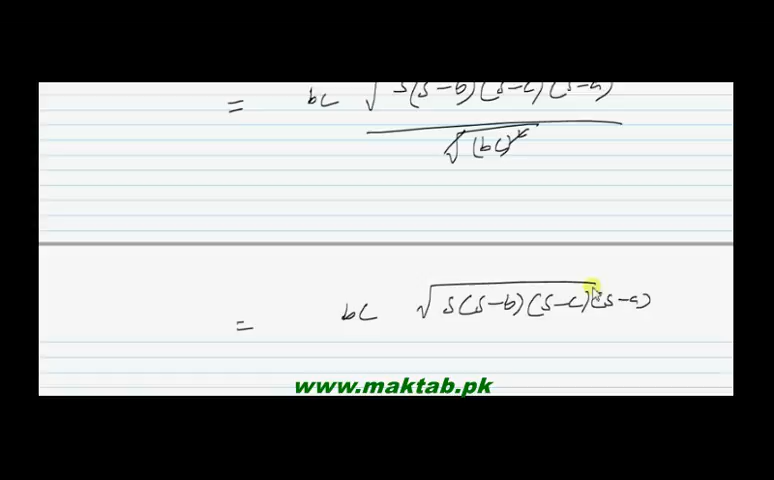 = bc √s(s-b)(s-c)(s-a)
√(bc)²
= bc √s(s-b)(s-c)(s-a)
www.maktab.pk